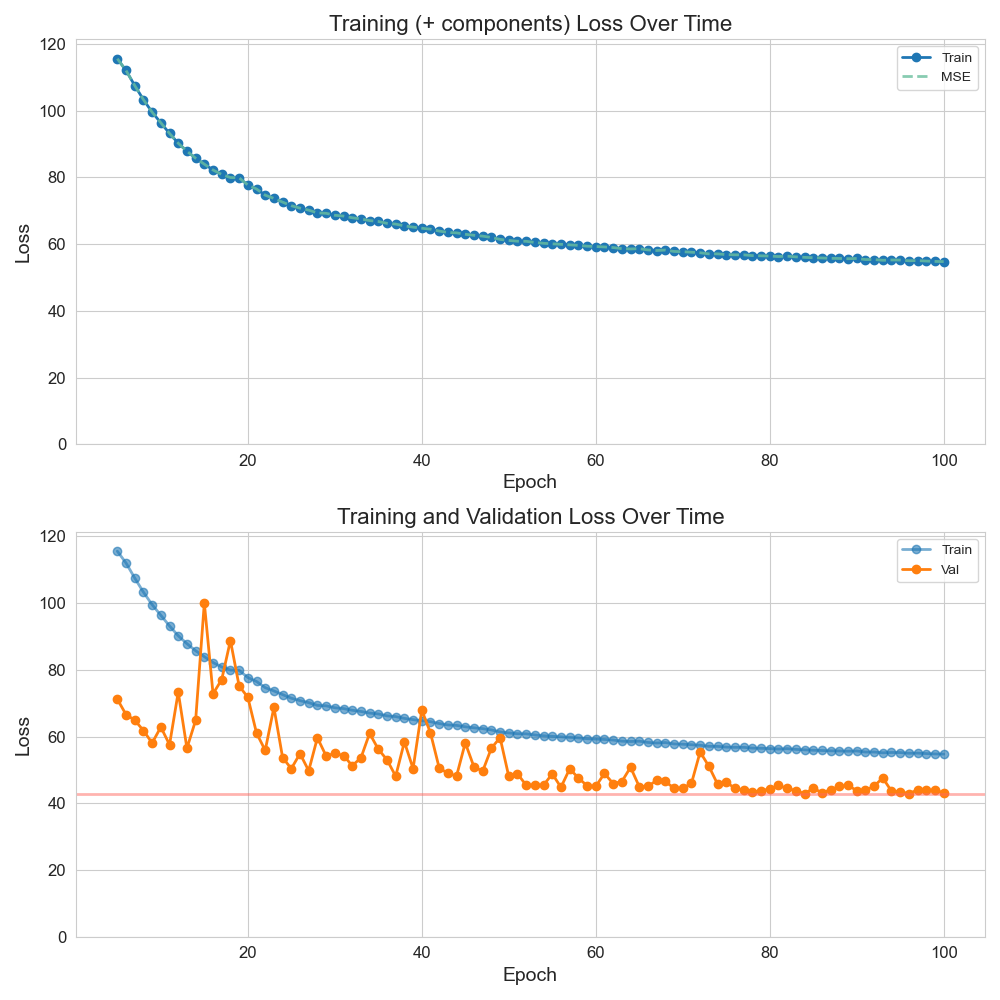 Training (+ components) Loss Over Time
120
100
80
60
40
20
0
Loss
Train
MSE
20 40 60 80 100
Epoch
Training and Validation Loss Over Time
120
100
80
60
40
20
0
Loss
Train
Val
20 40 60 80 100
Epoch